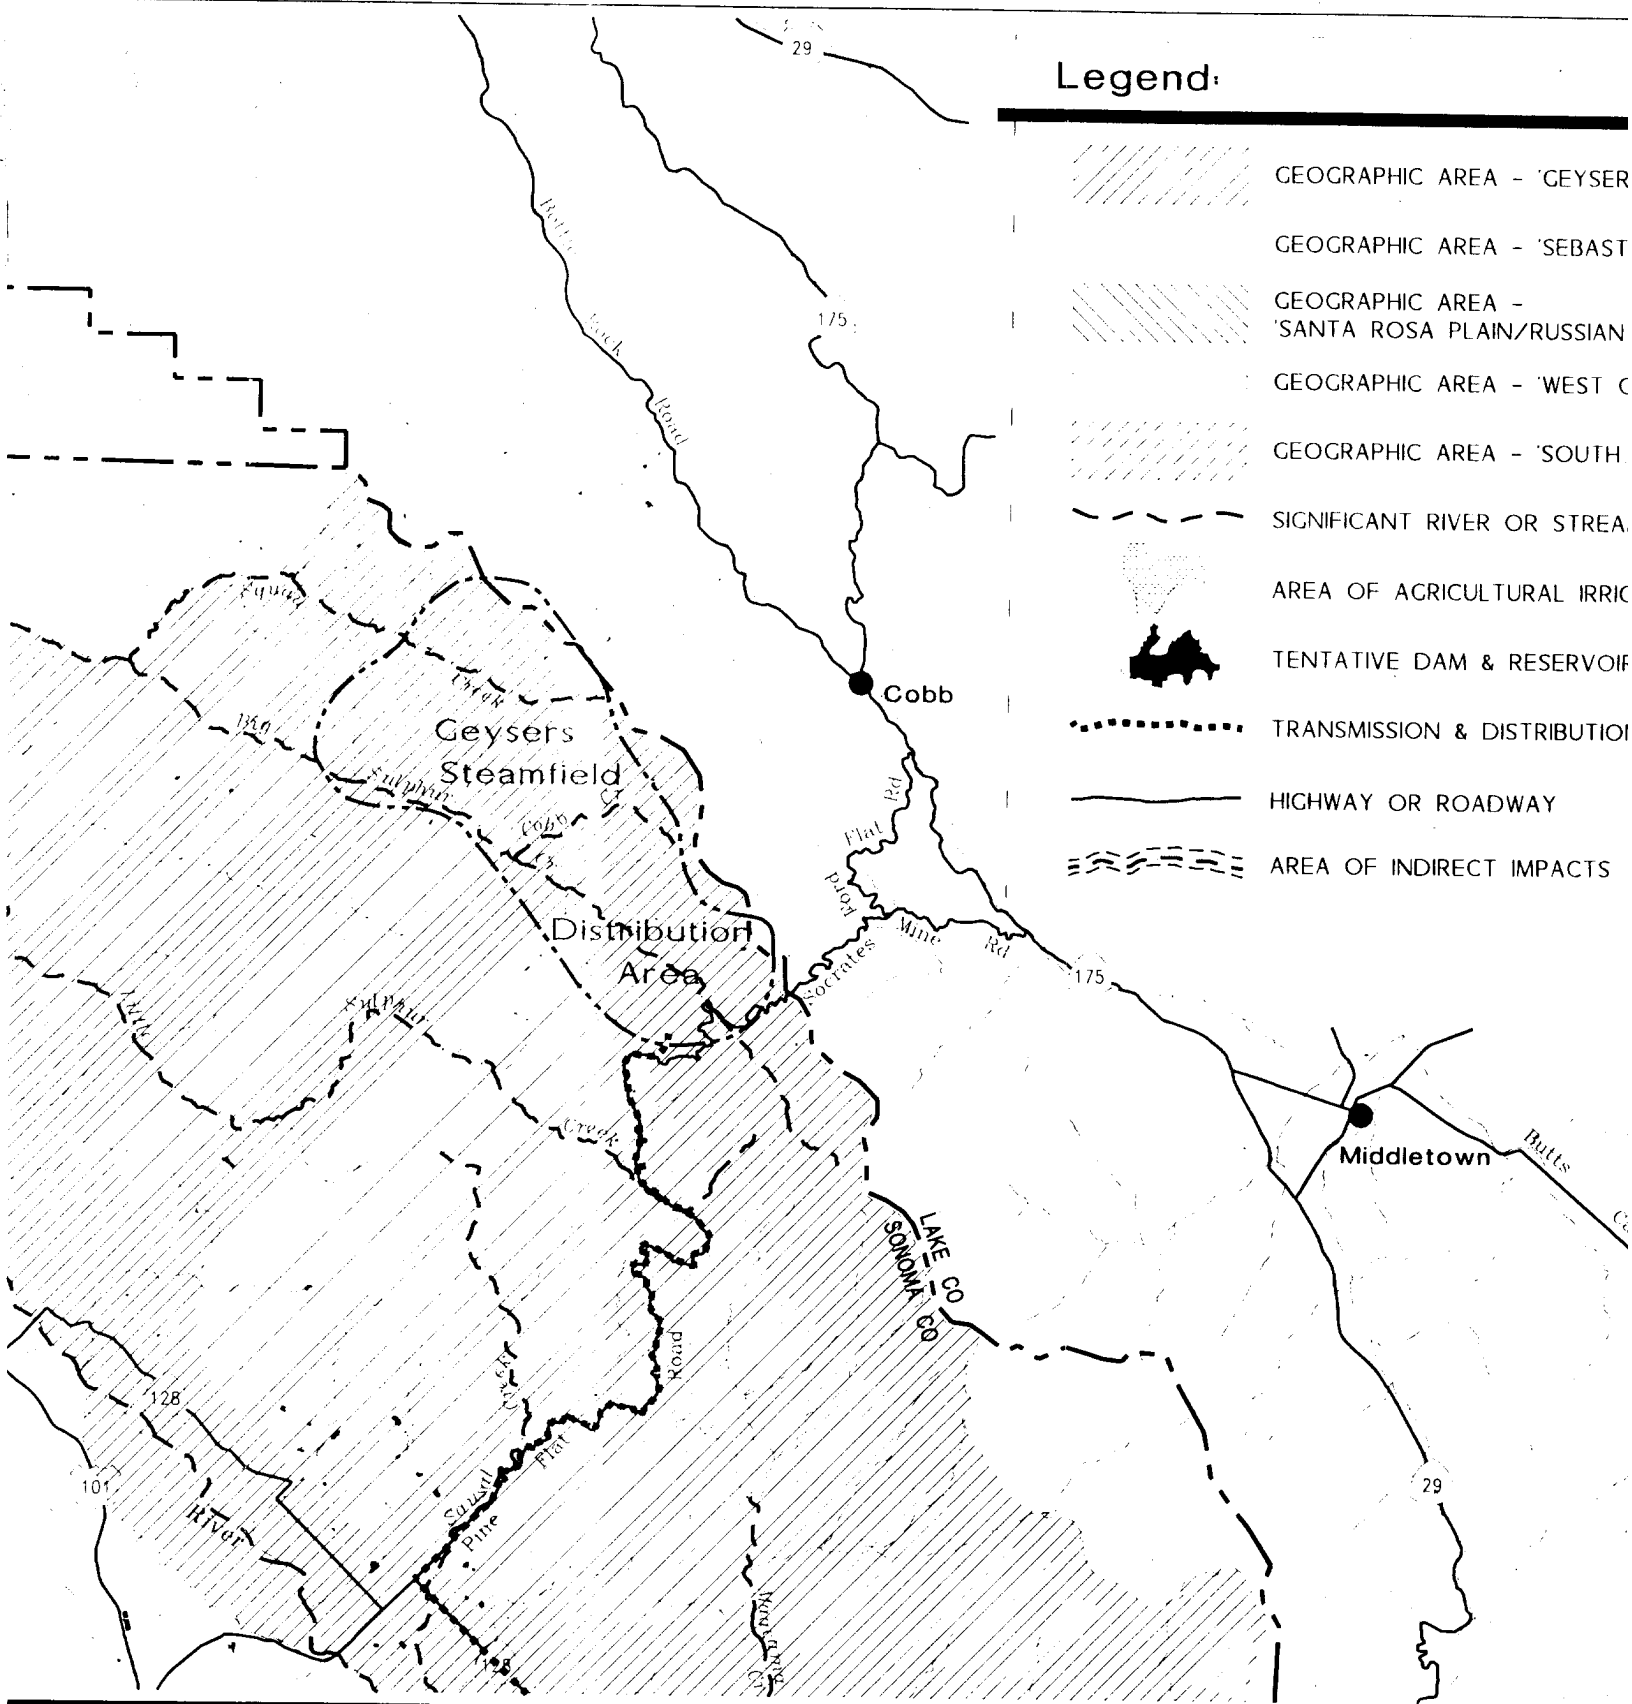 29
Legend:
GEOGRAPHIC AREA - 'GEYSER
GEOGRAPHIC AREA - 'SEBAST
GEOGRAPHIC AREA -
'SANTA ROSA PLAIN/RUSSIAN
GEOGRAPHIC AREA - 'WEST
GEOGRAPHIC AREA - 'SOUTH
SIGNIFICANT RIVER OR STREA
AREA OF AGRICULTURAL IRRIG
TENTATIVE DAM & RESERVOIR
TRANSMISSION & DISTRIBUTION
HIGHWAY OR ROADWAY
AREA OF INDIRECT IMPACTS
Rock
Road
175
Squaw
Creek
Big
Sulphur
Geysers
Steamfield
Cobb
Cobb
Cr
Flat Rd
Ford
Mine Rd
Socrates
Distribution
Area
175
Little
Sulphur
Creek
Middletown
Butts
LAKE CO
SONOMA CO
Road
Creek
128
101
River
Sausal
Pine
Flat
29
128